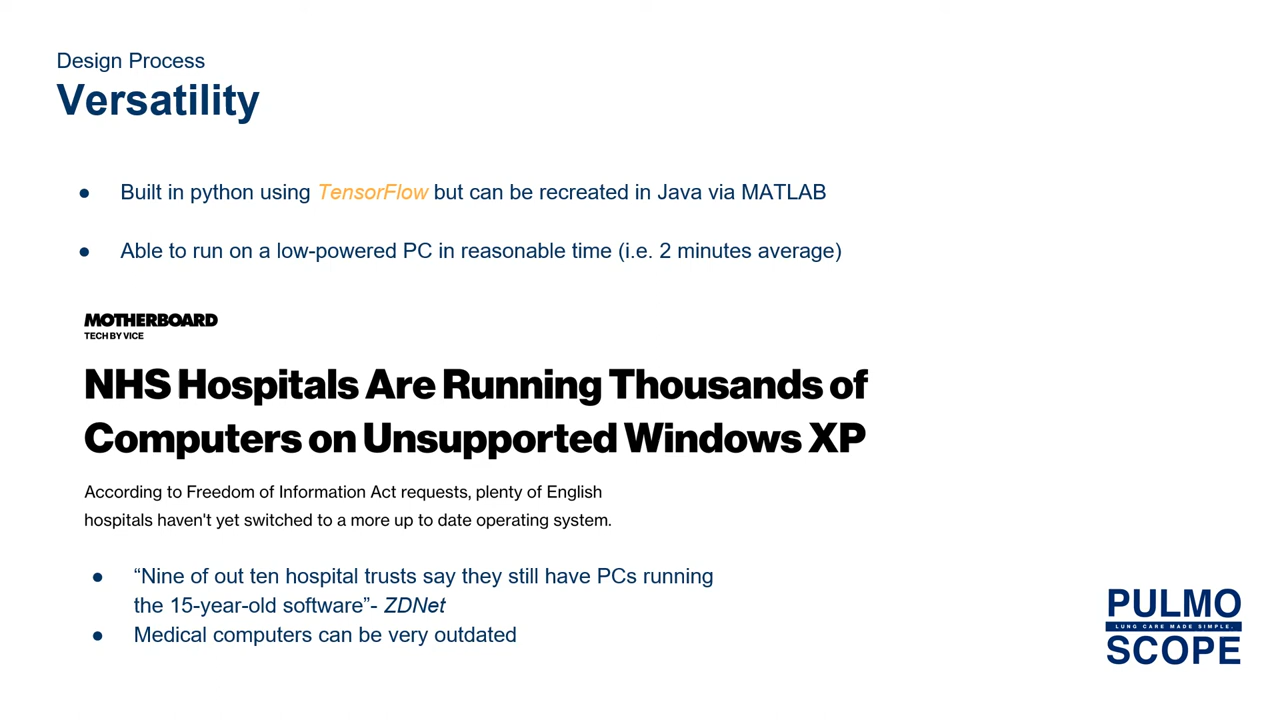 Design Process
Versatility
● Built in python using TensorFlow but can be recreated in Java via MATLAB
● Able to run on a low-powered PC in reasonable time (i.e. 2 minutes average)
MOTHERBOARD
TECH BY VICE
NHS Hospitals Are Running Thousands of
Computers on Unsupported Windows XP
According to Freedom of Information Act requests, plenty of English
hospitals haven't yet switched to a more up to date operating system.
● “Nine of out ten hospital trusts say they still have PCs running
the 15-year-old software”- ZDNet
● Medical computers can be very outdated
PULMO
LUNG CARE MADE SIMPLE.
SCOPE